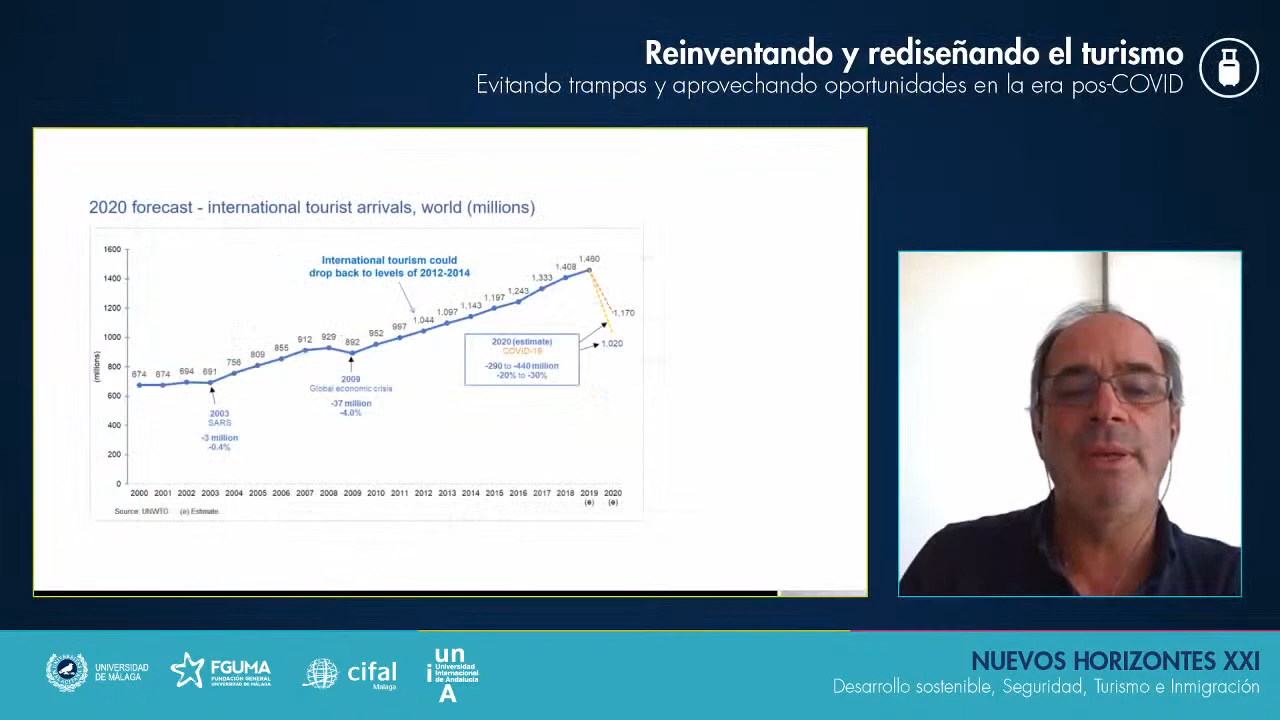 Reinventando y rediseñando el turismo
Evitando trampas y aprovechando oportunidades en la era pos-COVID
2020 forecast - international tourist arrivals, world (millions)
1600
1400
1200
1000
800
600
400
200
0
(millions)
International tourism could
drop back to levels of 2012-2014
674 674 694 691 756 809 855 912 929 892 952 997 1,044 1,097 1,143 1,197 1,243 1,333 1,408 1,460
1,170
1,020
2020 (estimate)
COVID-19
-290 to -440 million
-20% to -30%
2009
Global economic crisis
-37 million
-4.0%
2003
SARS
-3 million
-0.4%
2000 2001 2002 2003 2004 2005 2006 2007 2008 2009 2010 2011 2012 2013 2014 2015 2016 2017 2018 2019 2020
(e) (e)
Source: UNWTO (e) Estimate
UNIVERSIDAD
DE MÁLAGA
FGUMA
FUNDACIÓN GENERAL
UNIVERSIDAD DE MÁLAGA
cifal
Málaga
un
i
Universidad
Internacional
de Andalucía
A
NUEVOS HORIZONTES XXI
Desarrollo sostenible, Seguridad, Turismo e Inmigración